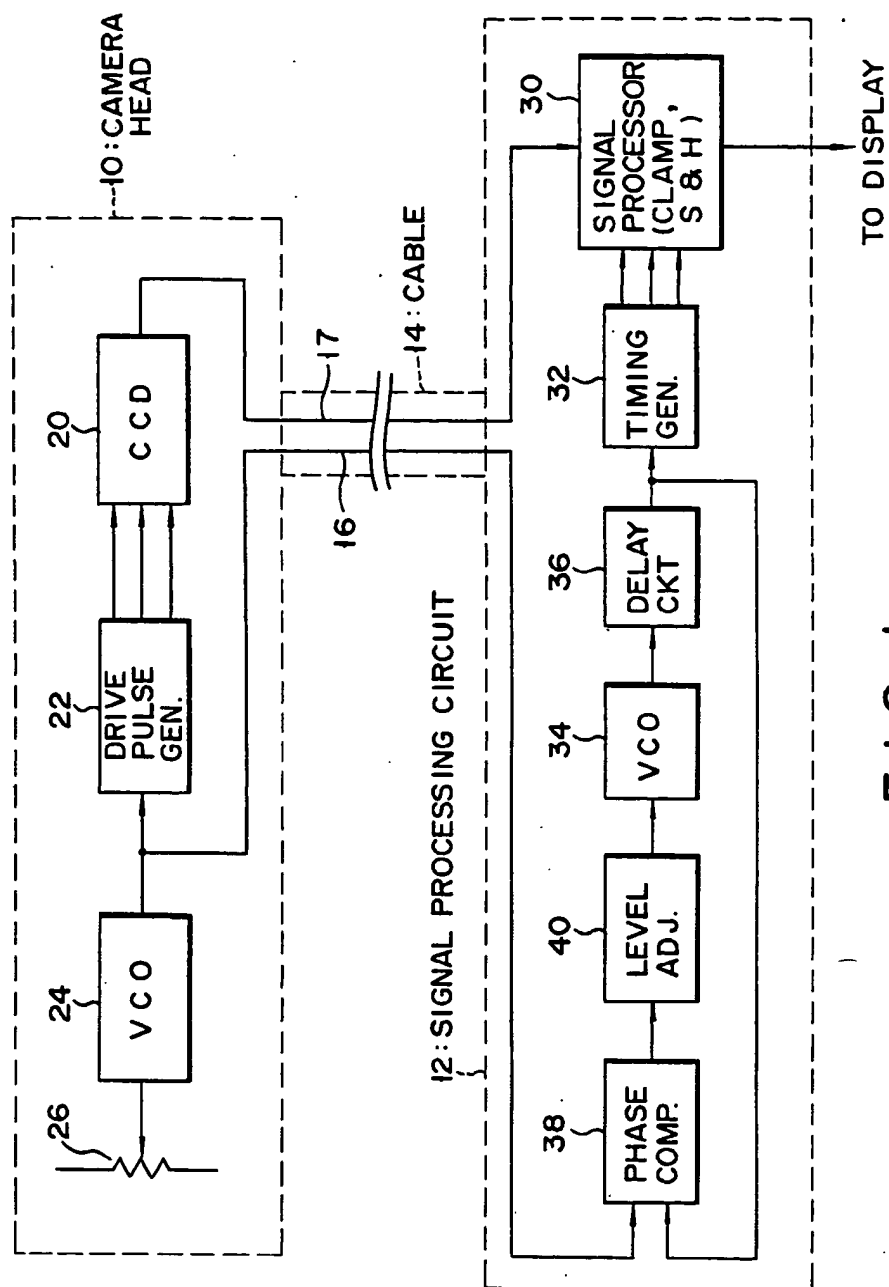 10: CAMERA
HEAD
26
24
22
20
VCO
DRIVE
PULSE
GEN.
CCD
16
17
14: CABLE
12: SIGNAL PROCESSING CIRCUIT
38
40
34
36
32
30
PHASE
COMP.
LEVEL
ADJ.
VCO
DELAY
CKT
TIMING
GEN.
SIGNAL
PROCESSOR
(CLAMP,
S & H)
TO DISPLAY